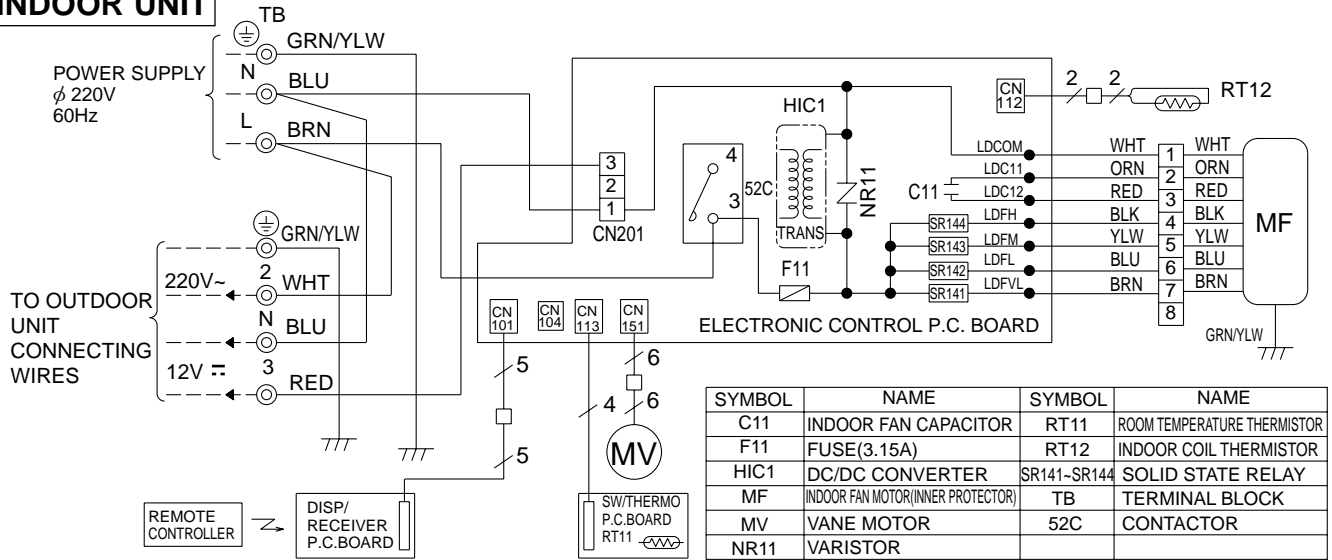 INDOOR UNIT
TB
GRN/YLW
POWER SUPPLY
ϕ 220V
60Hz
N
BLU
L
BRN
GRN/YLW
TO OUTDOOR
UNIT
CONNECTING
WIRES
220V~
2
WHT
N
BLU
12V ⎓
3
RED
3
2
1
CN201
4
3
52C
HIC1
TRANS
NR11
F11
C11
CN
112
2
2
RT12
LDCOM
LDC11
LDC12
SR144
LDFH
SR143
LDFM
SR142
LDFL
SR141
LDFVL
WHT
1
WHT
ORN
2
ORN
RED
3
RED
BLK
4
BLK
YLW
5
YLW
BLU
6
BLU
BRN
7
BRN
8
MF
GRN/YLW
CN
101
CN
104
CN
113
CN
151
ELECTRONIC CONTROL P.C. BOARD
5
5
4
6
6
MV
REMOTE
CONTROLLER
DISP/
RECEIVER
P.C.BOARD
SW/THERMO
P.C.BOARD
RT11
SYMBOL NAME SYMBOL NAME
C11 INDOOR FAN CAPACITOR RT11 ROOM TEMPERATURE THERMISTOR
F11 FUSE(3.15A) RT12 INDOOR COIL THERMISTOR
HIC1 DC/DC CONVERTER SR141~SR144 SOLID STATE RELAY
MF INDOOR FAN MOTOR(INNER PROTECTOR) TB TERMINAL BLOCK
MV VANE MOTOR 52C CONTACTOR
NR11 VARISTOR